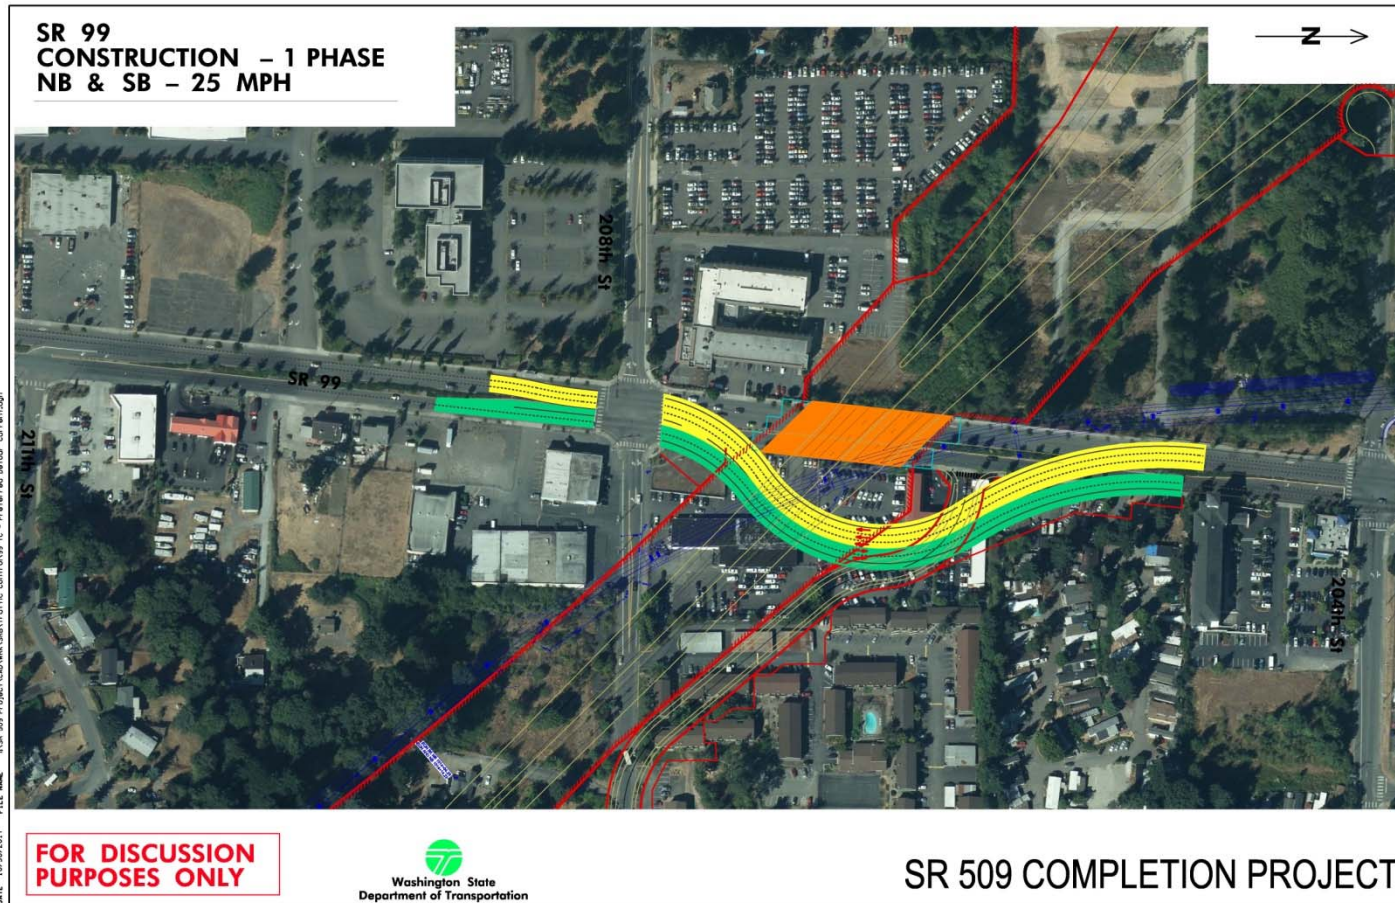 SR 99
CONSTRUCTION – 1 PHASE
NB & SB – 25 MPH
N
208th St
SR 99
211th St
204th St
FOR DISCUSSION
PURPOSES ONLY
Washington State
Department of Transportation
SR 509 COMPLETION PROJECT